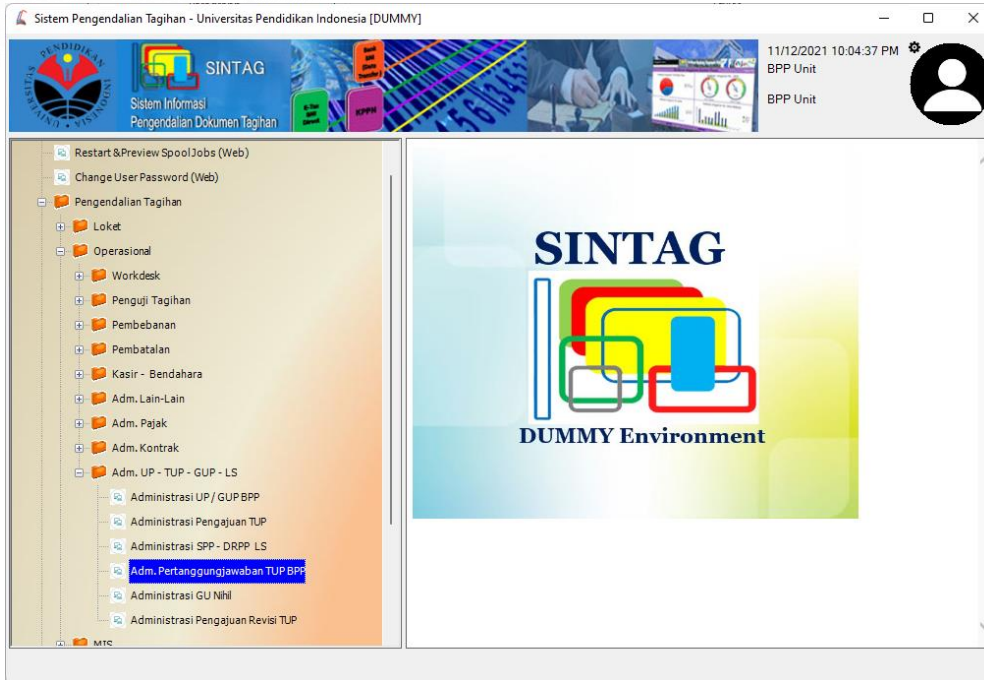 Sistem Pengendalian Tagihan - Universitas Pendidikan Indonesia [DUMMY]
SINTAG
Sistem Informasi
Pengendalian Dokumen Tagihan
KPPH
11/12/2021 10:04:37 PM
BPP Unit
BPP Unit
Restart &Preview SpoolJobs (Web)
Change User Password (Web)
Pengendalian Tagihan
Loket
Operasional
Workdesk
Penguji Tagihan
Pembebanan
Pembatalan
Kasir - Bendahara
Adm. Lain-Lain
Adm. Pajak
Adm. Kontrak
Adm. UP - TUP - GUP - LS
Administrasi UP / GUP BPP
Administrasi Pengajuan TUP
Administrasi SPP - DRPP LS
Adm. Pertanggungjawaban TUP BPP
Administrasi GU Nihil
Administrasi Pengajuan Revisi TUP
MIS
SINTAG
DUMMY Environment